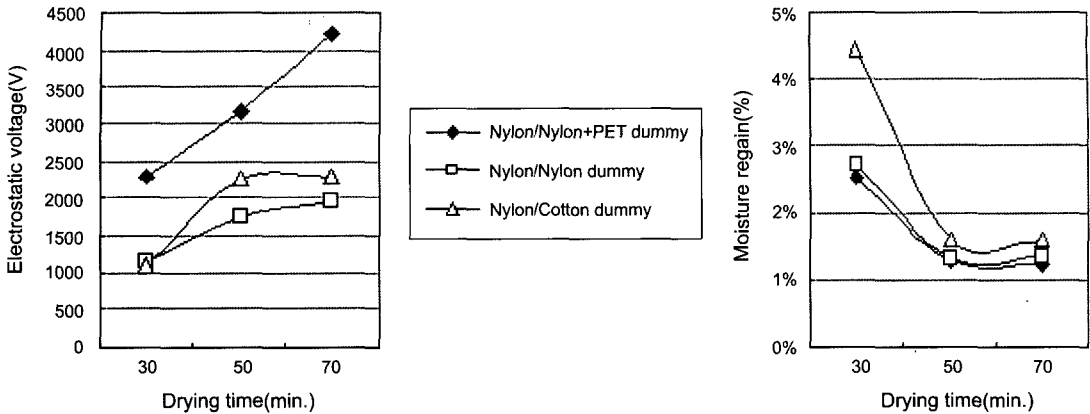 Electrostatic voltage(V)
4500
4000
3500
3000
2500
2000
1500
1000
500
0
30 50 70
Drying time(min.)
Nylon/Nylon+PET dummy
Nylon/Nylon dummy
Nylon/Cotton dummy
Moisture regain(%)
5%
4%
3%
2%
1%
0%
30 50 70
Drying time(min.)